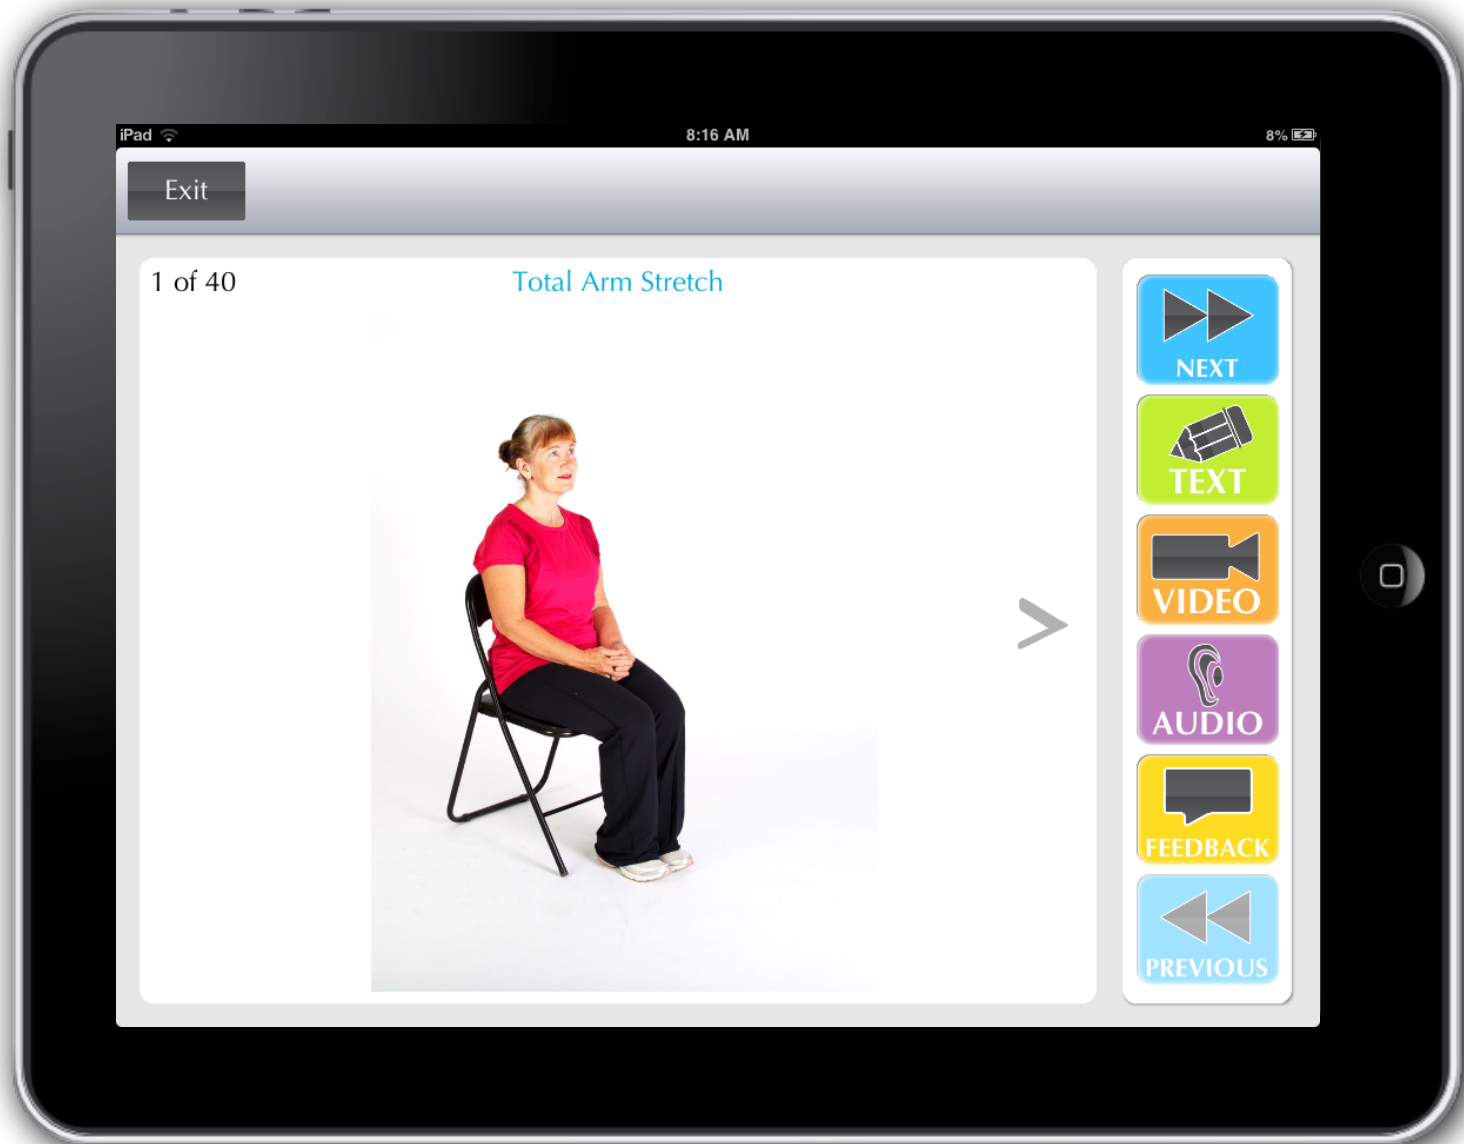 iPad 8:16 AM 8%
Exit
1 of 40 Total Arm Stretch
NEXT
TEXT
VIDEO
AUDIO
FEEDBACK
PREVIOUS